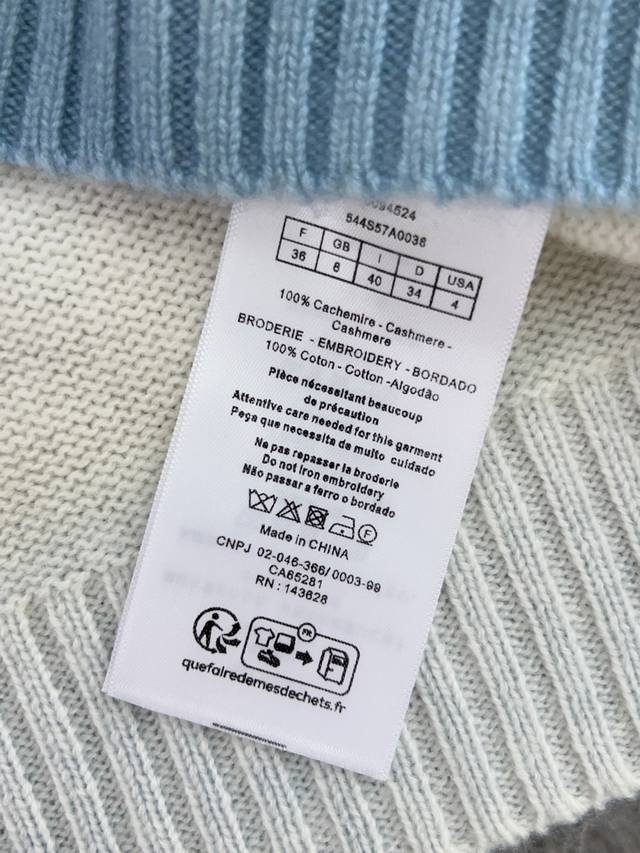 544S57A0038
F GB I D USA
36 8 40 34 4
100% Cachemire - Cashmere -
Cashmere
BRODERIE - EMBROIDERY - BORDADO
100% Coton - Cotton -Algodão
Pièce nécessitant beaucoup
de précaution
Attentive care needed for this garment
Peça que necessita de muito cuidado
Ne pas repasser la broderie
Do not iron embroidery
Não passar a ferro o bordado
F
Made in CHINA
CNPJ 02-046-366/0003-99
CA65281
RN : 143628
FR
quefairedemesdechets.fr